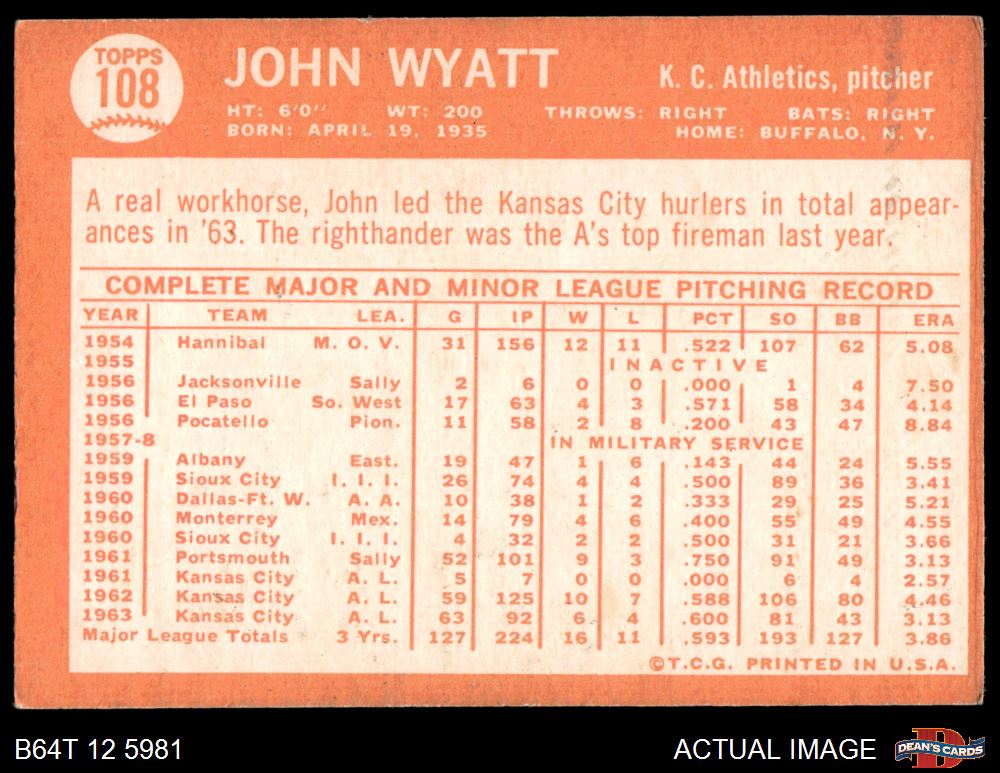 TOPPS
108
JOHN WYATT
K. C. Athletics, pitcher
HT: 6'0" WT: 200 THROWS: RIGHT BATS: RIGHT
BORN: APRIL 19, 1935 HOME: BUFFALO, N. Y.
A real workhorse, John led the Kansas City hurlers in total appear-
ances in '63. The righthander was the A's top fireman last year.
COMPLETE MAJOR AND MINOR LEAGUE PITCHING RECORD
YEAR TEAM LEA. G IP W L PCT SO BB ERA
1954 Hannibal M. O. V. 31 156 12 11 .522 107 62 5.08
1955 INACTIVE
1956 Jacksonville Sally 2 6 0 0 .000 1 4 7.50
1956 El Paso So. West 17 63 4 3 .571 58 34 4.14
1956 Pocatello Pion. 11 58 2 8 .200 43 47 8.84
1957-8 IN MILITARY SERVICE
1959 Albany East. 19 47 1 6 .143 44 24 5.55
1959 Sioux City I. I. I. 26 74 4 4 .500 89 36 3.41
1960 Dallas-Ft. W. A. A. 10 38 1 2 .333 29 25 5.21
1960 Monterrey Mex. 14 79 4 6 .400 55 49 4.55
1960 Sioux City I. I. I. 4 32 2 2 .500 31 21 3.66
1961 Portsmouth Sally 52 101 9 3 .750 91 49 3.13
1961 Kansas City A. L. 5 7 0 0 .000 6 4 2.57
1962 Kansas City A. L. 59 125 10 7 .588 106 80 4.46
1963 Kansas City A. L. 63 92 6 4 .600 81 43 3.13
Major League Totals 3 Yrs. 127 224 16 11 .593 193 127 3.86
©T.C.G. PRINTED IN U.S.A.
B64T 12 5981 ACTUAL IMAGE
DEAN'S CARDS